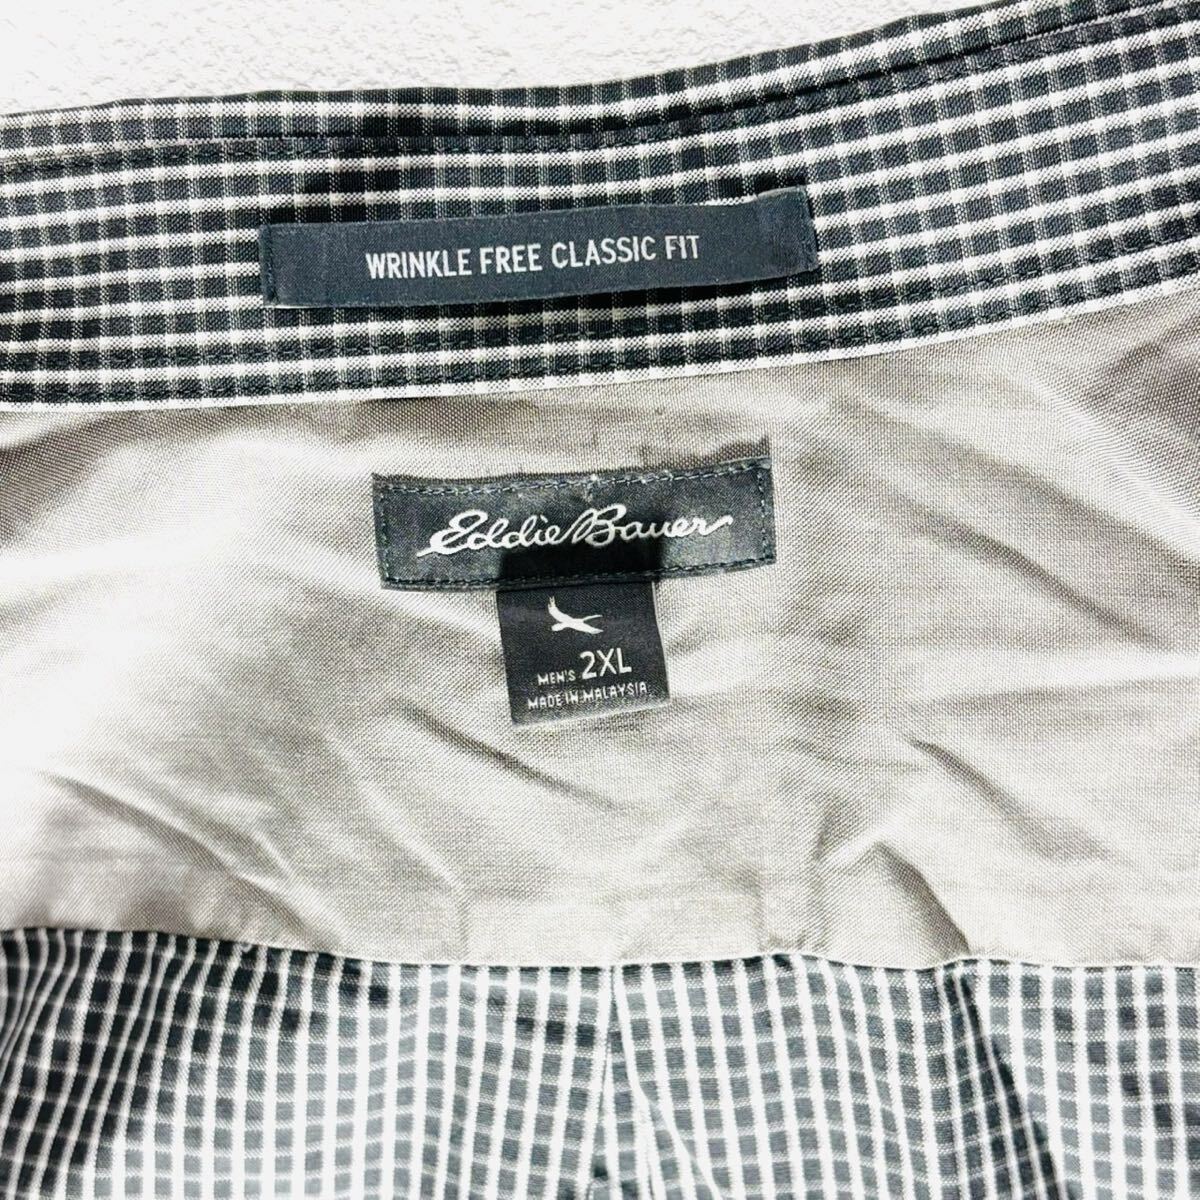 WRINKLE FREE CLASSIC FIT
Eddie Bauer
MEN'S 2XL
MADE IN MALAYSIA